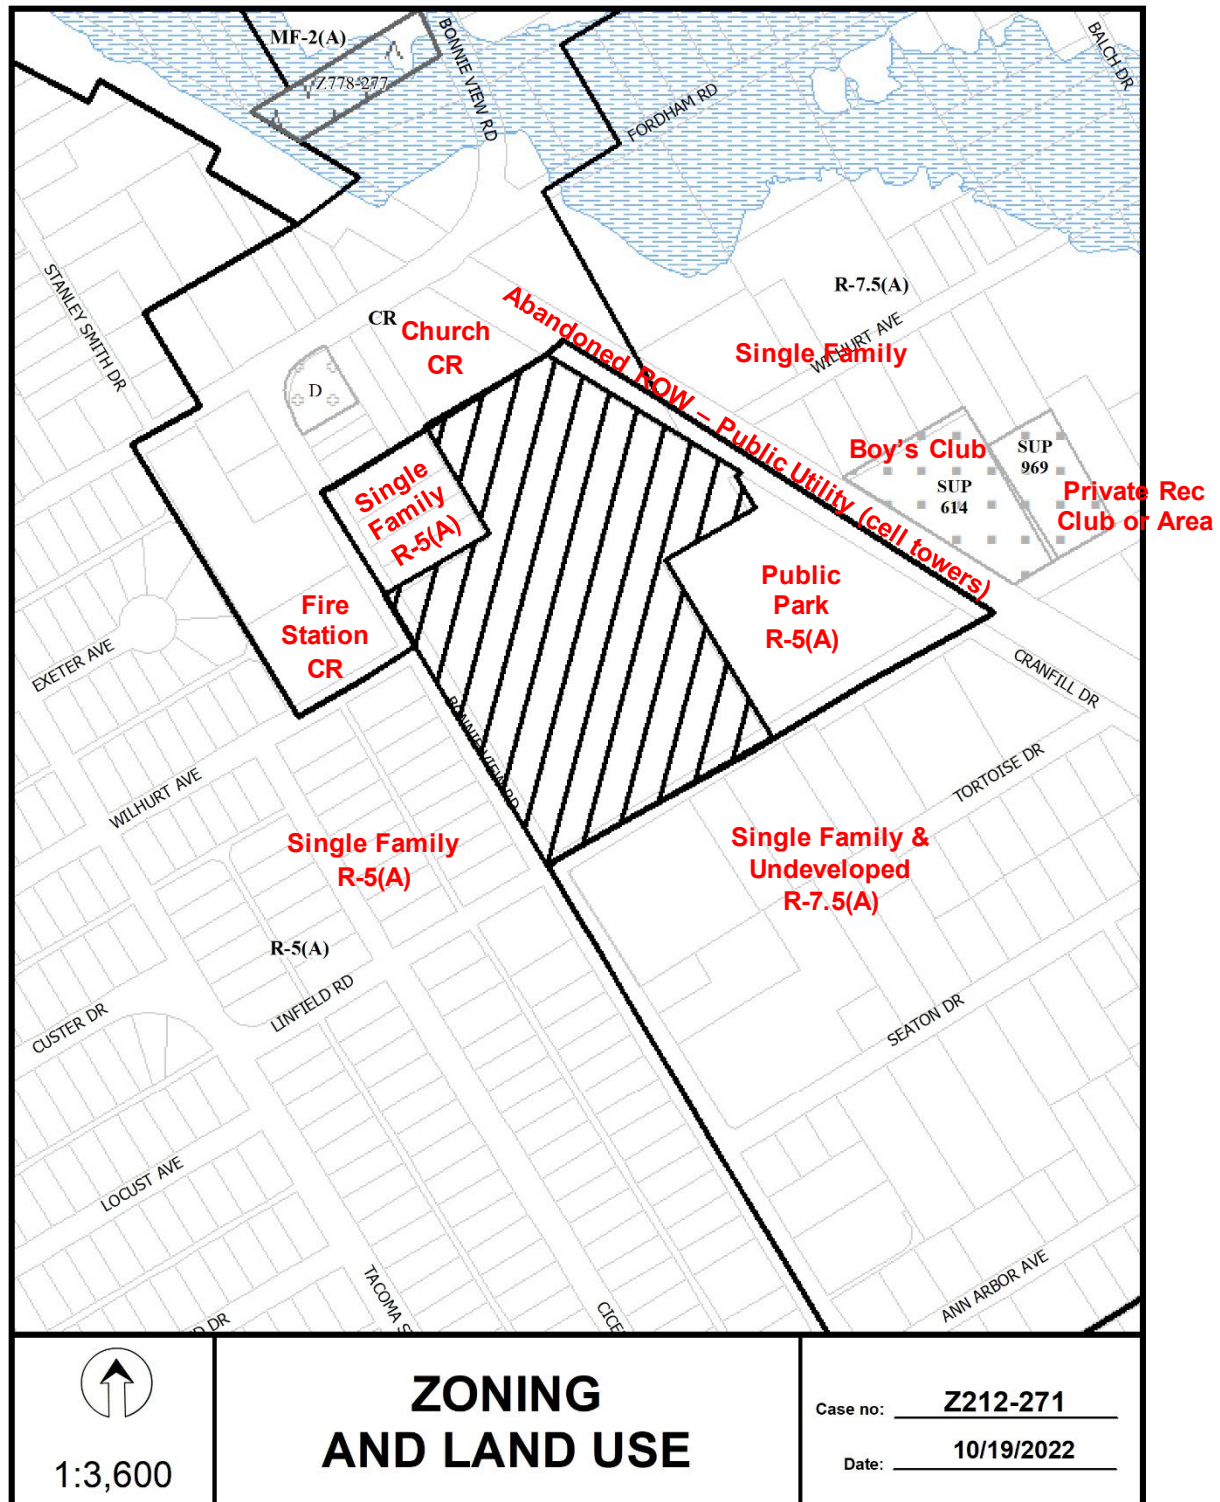 MF-2(A)
Z778-277
BONNIE VIEW RD
FORDHAM RD
BALCH DR
STANLEY SMITH DR
R-7.5(A)
CR
Church
CR
Abandoned ROW – Public Utility (cell towers)
Single Family
WILHURT AVE
D
Boy's Club
SUP
614
SUP
969
Private Rec
Club or Area
Single
Family
R-5(A)
Public
Park
R-5(A)
Fire
Station
CR
EXETER AVE
CRANFILL DR
BONNIE VIEW RD
TORTOISE DR
WILHURT AVE
Single Family
R-5(A)
Single Family &
Undeveloped
R-7.5(A)
R-5(A)
LINFIELD RD
CUSTER DR
SEATON DR
LOCUST AVE
TACOMA S
CICE
ANN ARBOR AVE
D DR
1:3,600
ZONING
AND LAND USE
Case no: Z212-271
Date: 10/19/2022